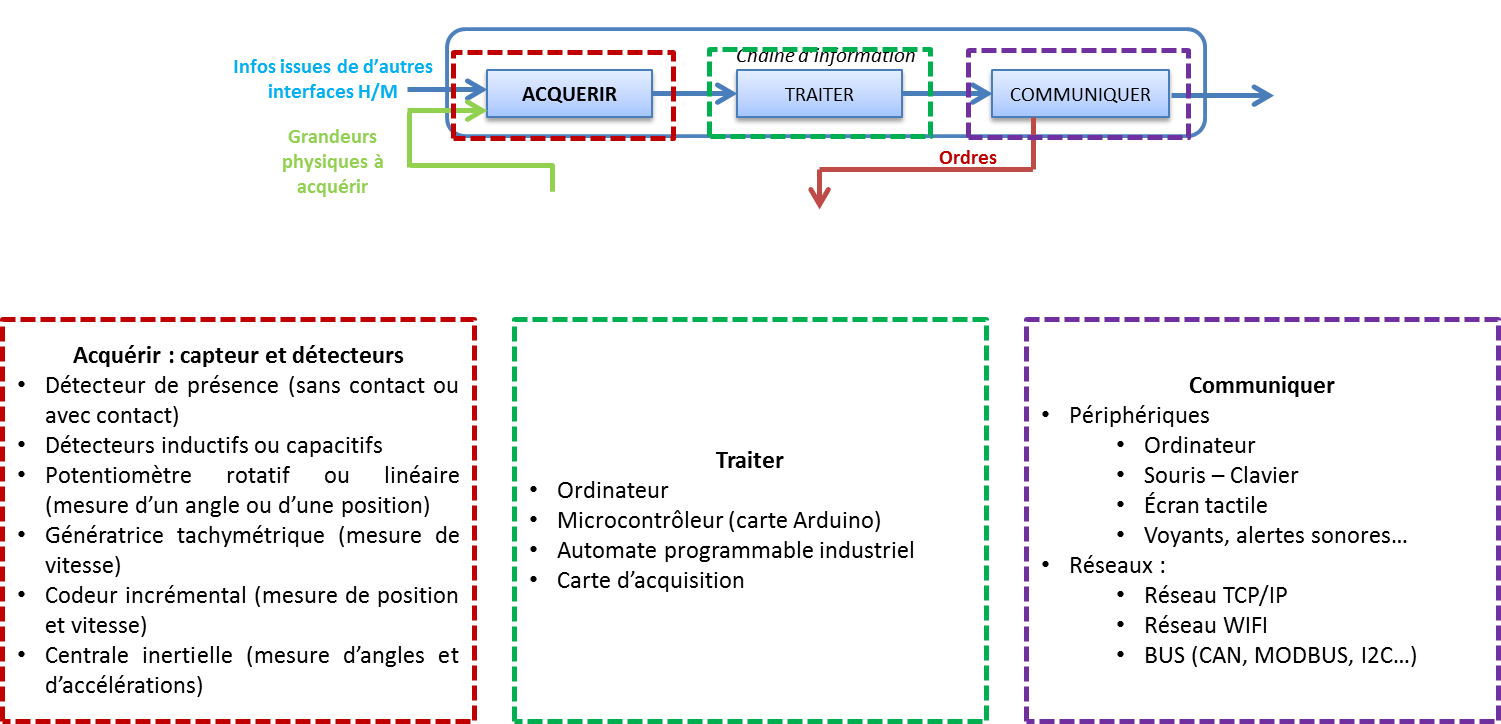 Chaîne d'information
Infos issues de d'autres
interfaces H/M
ACQUERIR
TRAITER
COMMUNIQUER
Grandeurs
physiques à
acquérir
Ordres
Acquérir : capteur et détecteurs
• Détecteur de présence (sans contact ou
avec contact)
• Détecteurs inductifs ou capacitifs
• Potentiomètre rotatif ou linéaire
(mesure d'un angle ou d'une position)
• Génératrice tachymétrique (mesure de
vitesse)
• Codeur incrémental (mesure de position
et vitesse)
• Centrale inertielle (mesure d'angles et
d'accélérations)
Traiter
• Ordinateur
• Microcontrôleur (carte Arduino)
• Automate programmable industriel
• Carte d'acquisition
Communiquer
• Périphériques
• Ordinateur
• Souris – Clavier
• Écran tactile
• Voyants, alertes sonores…
• Réseaux :
• Réseau TCP/IP
• Réseau WIFI
• BUS (CAN, MODBUS, I2C…)